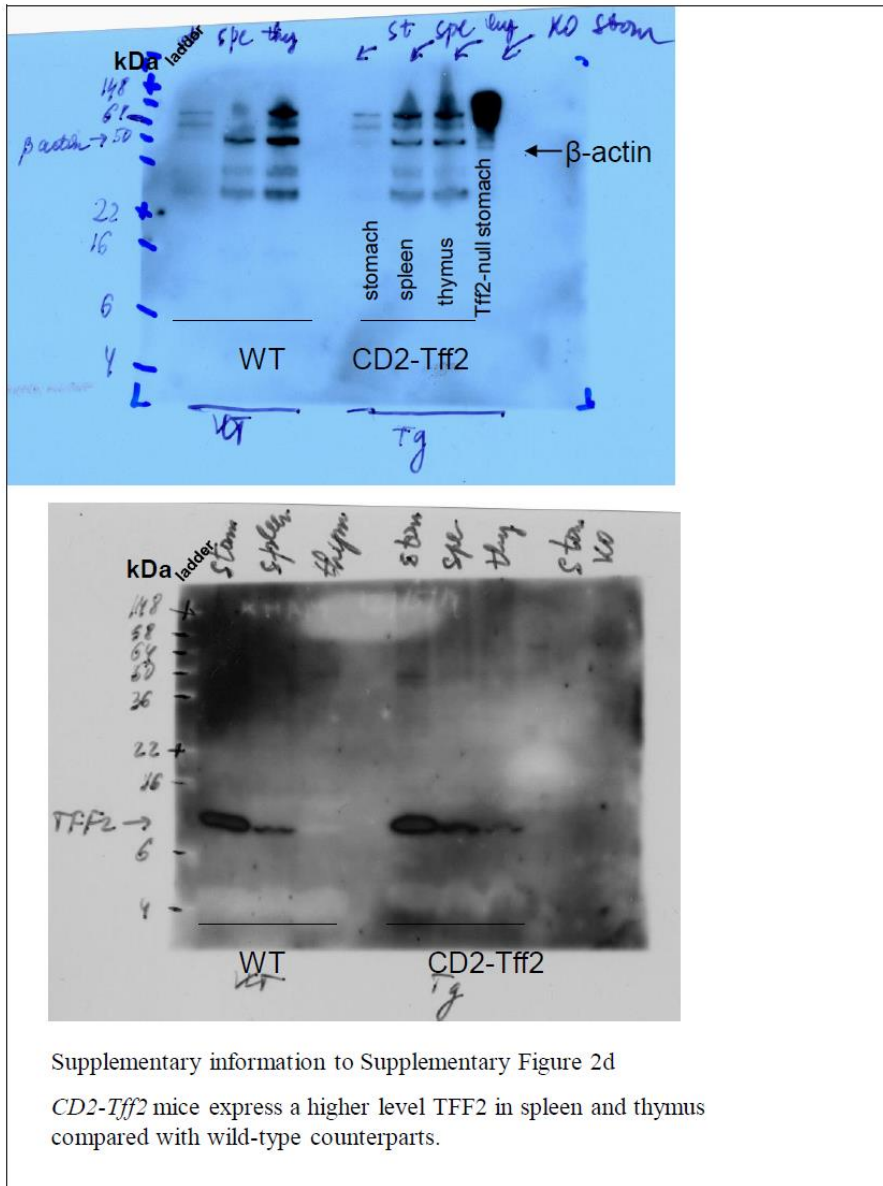 spe thy
st spe thy KO Stom
ladder
kDa
148
β actin → 50
β-actin
22
16
6
4
stomach
spleen
thymus
Tff2-null stomach
WT CD2-Tff2
WT Tg
Stom Spleen thym Stom spe thy Stom KO
ladder
kDa
148
64
50
36
22
16
TFF2 →
6
4
WT CD2-Tff2
WT Tg
Supplementary information to Supplementary Figure 2d
CD2-Tff2 mice express a higher level TFF2 in spleen and thymus
compared with wild-type counterparts.